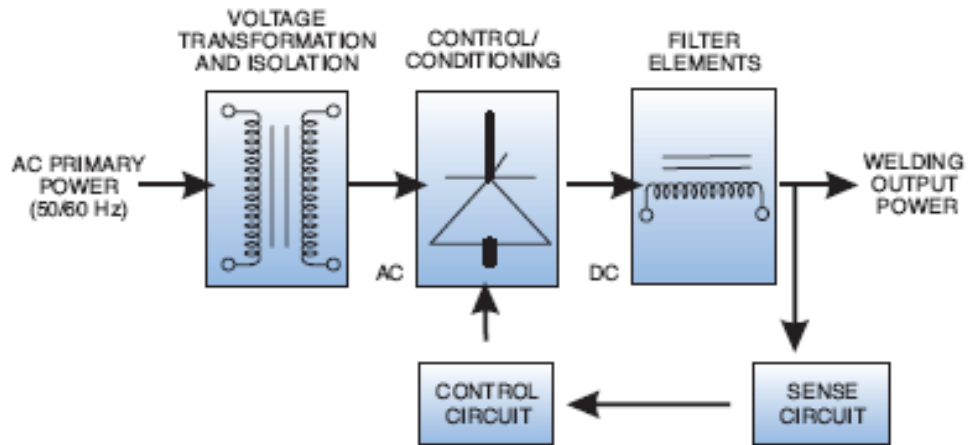 VOLTAGE
TRANSFORMATION
AND ISOLATION
CONTROL/
CONDITIONING
FILTER
ELEMENTS
AC PRIMARY
POWER
(50/60 Hz)
AC
DC
WELDING
OUTPUT
POWER
CONTROL
CIRCUIT
SENSE
CIRCUIT